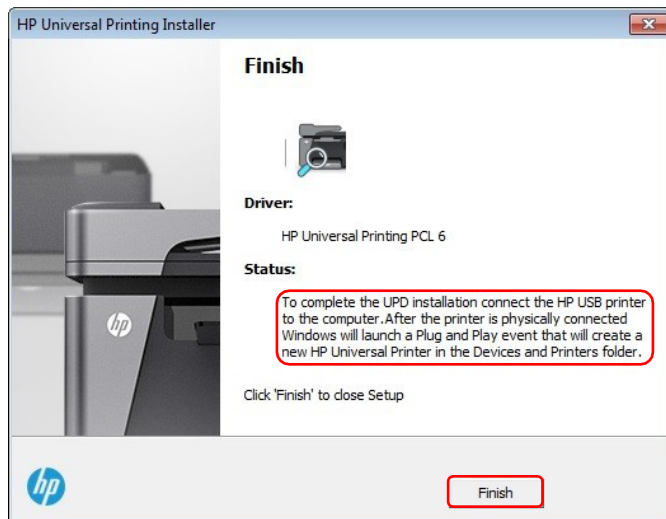 HP Universal Printing Installer
Finish
Driver:
HP Universal Printing PCL 6
Status:
To complete the UPD installation connect the HP USB printer
to the computer.After the printer is physically connected
Windows will launch a Plug and Play event that will create a
new HP Universal Printer in the Devices and Printers folder.
Click 'Finish' to close Setup
hp
hp
Finish